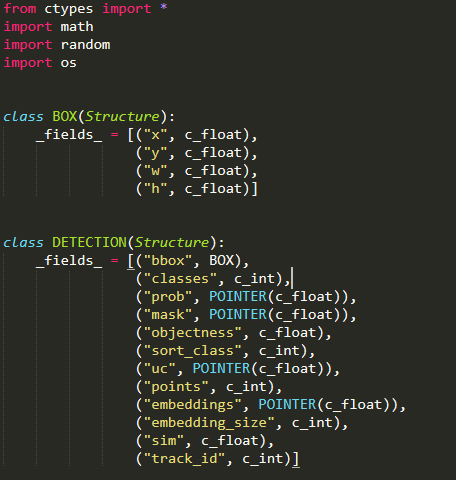 from ctypes import *
import math
import random
import os
class BOX(Structure):
    _fields_ = [("x", c_float),
                ("y", c_float),
                ("w", c_float),
                ("h", c_float)]
class DETECTION(Structure):
    _fields_ = [("bbox", BOX),
                ("classes", c_int),
                ("prob", POINTER(c_float)),
                ("mask", POINTER(c_float)),
                ("objectness", c_float),
                ("sort_class", c_int),
                ("uc", POINTER(c_float)),
                ("points", c_int),
                ("embeddings", POINTER(c_float)),
                ("embedding_size", c_int),
                ("sim", c_float),
                ("track_id", c_int)]